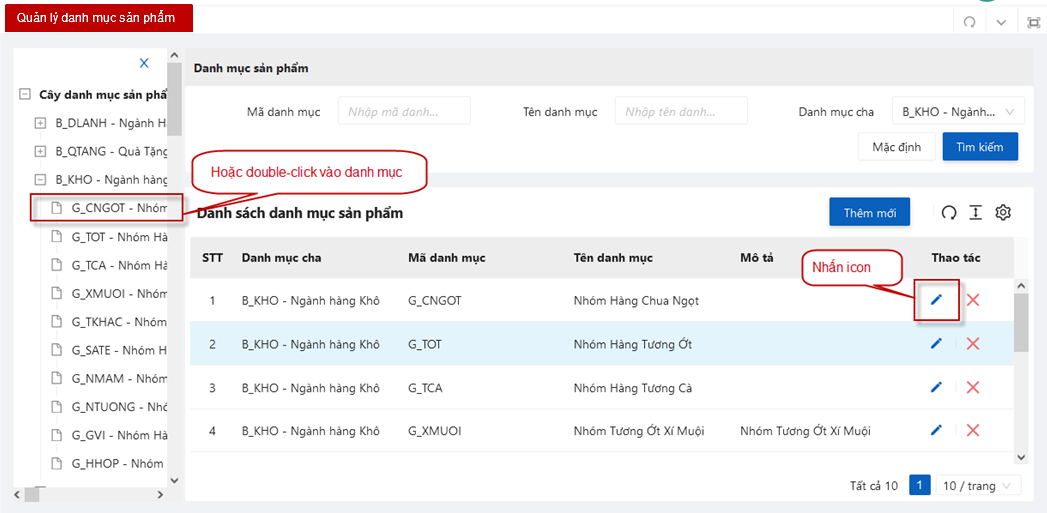 Quản lý danh mục sản phẩm
X
Cây danh mục sản phẩ
B_DLANH - Ngành H
B_QTANG - Quà Tặng
B_KHO - Ngành hàng
G_CNGOT - Nhóm
G_TOT - Nhóm Hà
G_TCA - Nhóm Hà
G_XMUOI - Nhóm
G_TKHAC - Nhóm
G_SATE - Nhóm H
G_NMAM - Nhóm
G_NTUONG - Nhó
G_GVI - Nhóm Hà
G_HHOP - Nhóm
Danh mục sản phẩm
Mã danh mục Nhập mã danh... Tên danh mục Nhập tên danh... Danh mục cha B_KHO - Ngành...
Mặc định Tìm kiếm
Hoặc double-click vào danh mục
Danh sách danh mục sản phẩm Thêm mới
STT Danh mục cha Mã danh mục Tên danh mục Mô tả Thao tác
Nhấn icon
1 B_KHO - Ngành hàng Khô G_CNGOT Nhóm Hàng Chua Ngọt
2 B_KHO - Ngành hàng Khô G_TOT Nhóm Hàng Tương Ớt
3 B_KHO - Ngành hàng Khô G_TCA Nhóm Hàng Tương Cà
4 B_KHO - Ngành hàng Khô G_XMUOI Nhóm Tương Ớt Xí Muội Nhóm Tương Ớt Xí Muội
Tất cả 10 1 10 / trang